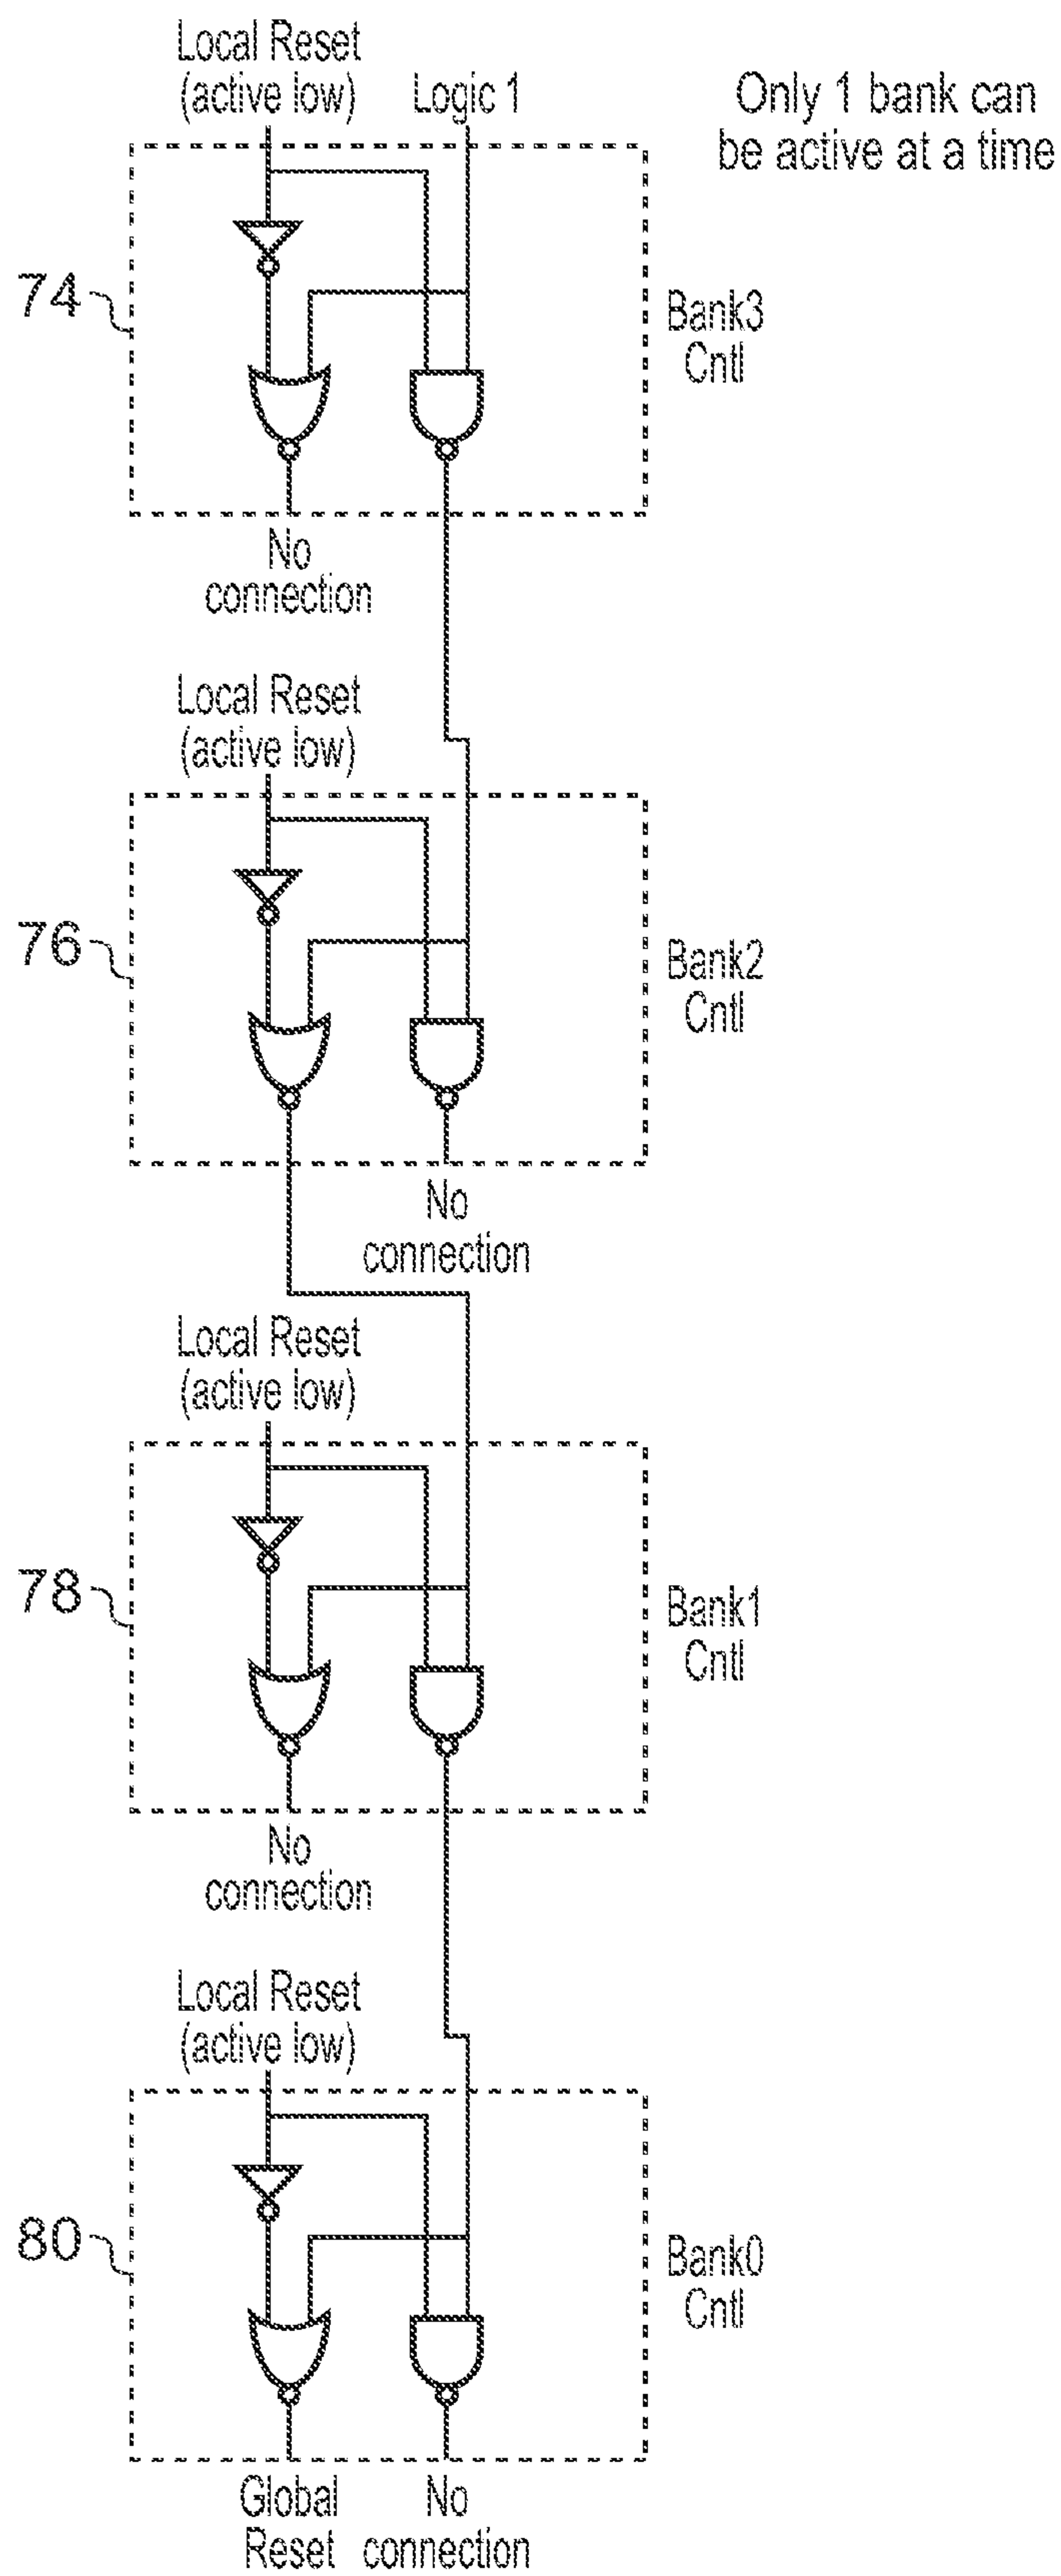 Local Reset
(active low)
Logic 1
Only 1 bank can
be active at a time
74
Bank3
Cntl
No
connection
Local Reset
(active low)
76
Bank2
Cntl
No
connection
Local Reset
(active low)
78
Bank1
Cntl
No
connection
Local Reset
(active low)
80
Bank0
Cntl
Global
Reset
No
connection